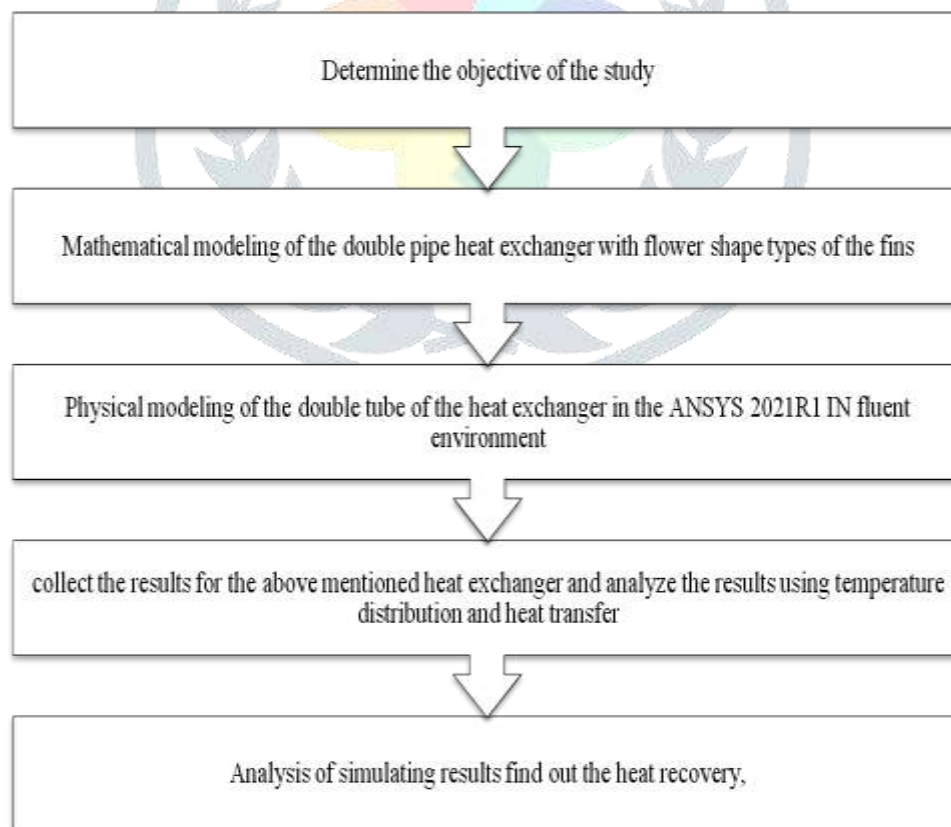 Determine the objective of the study
Mathematical modeling of the double pipe heat exchanger with flower shape types of the fins
Physical modeling of the double tube of the heat exchanger in the ANSYS 2021R1 IN fluent
environment
collect the results for the above mentioned heat exchanger and analyze the results using temperature
distribution and heat transfer
Analysis of simulating results find out the heat recovery,